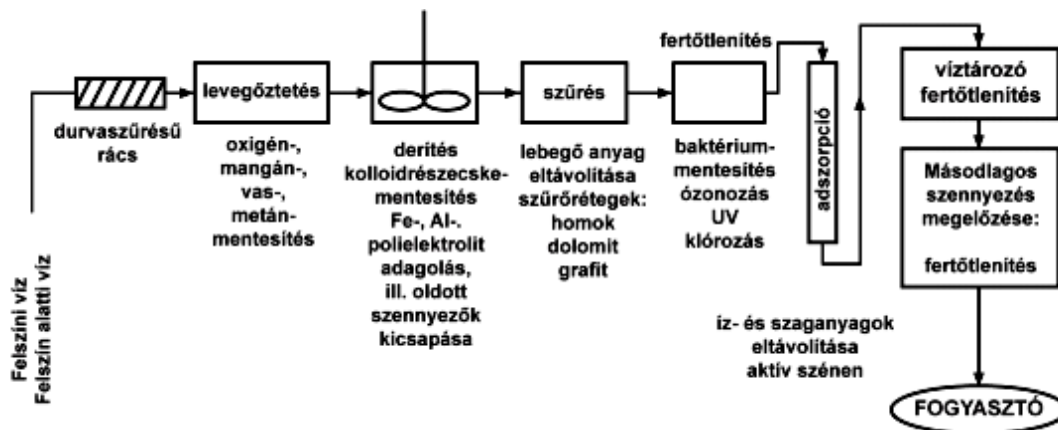 Felszíni víz
Felszín alatti víz
durvaszűrésű
rács
levegőztetés
oxigén-,
mangán-,
vas-,
metán-
mentesítés
derítés
kolloidrészecske-
mentesítés
Fe-, Al-.
polielektrolit
adagolás,
ill. oldott
szennyezők
kicsapása
szűrés
lebegő anyag
eltávolítása
szűrőrétegek:
homok
dolomit
grafit
fertőtlenítés
baktérium-
mentesítés
ózonozás
UV
klórozás
adszorpció
íz- és szaganyagok
eltávolítása
aktív szénen
víztározó
fertőtlenítés
Másodlagos
szennyezés
megelőzése:
fertőtlenítés
FOGYASZTÓ